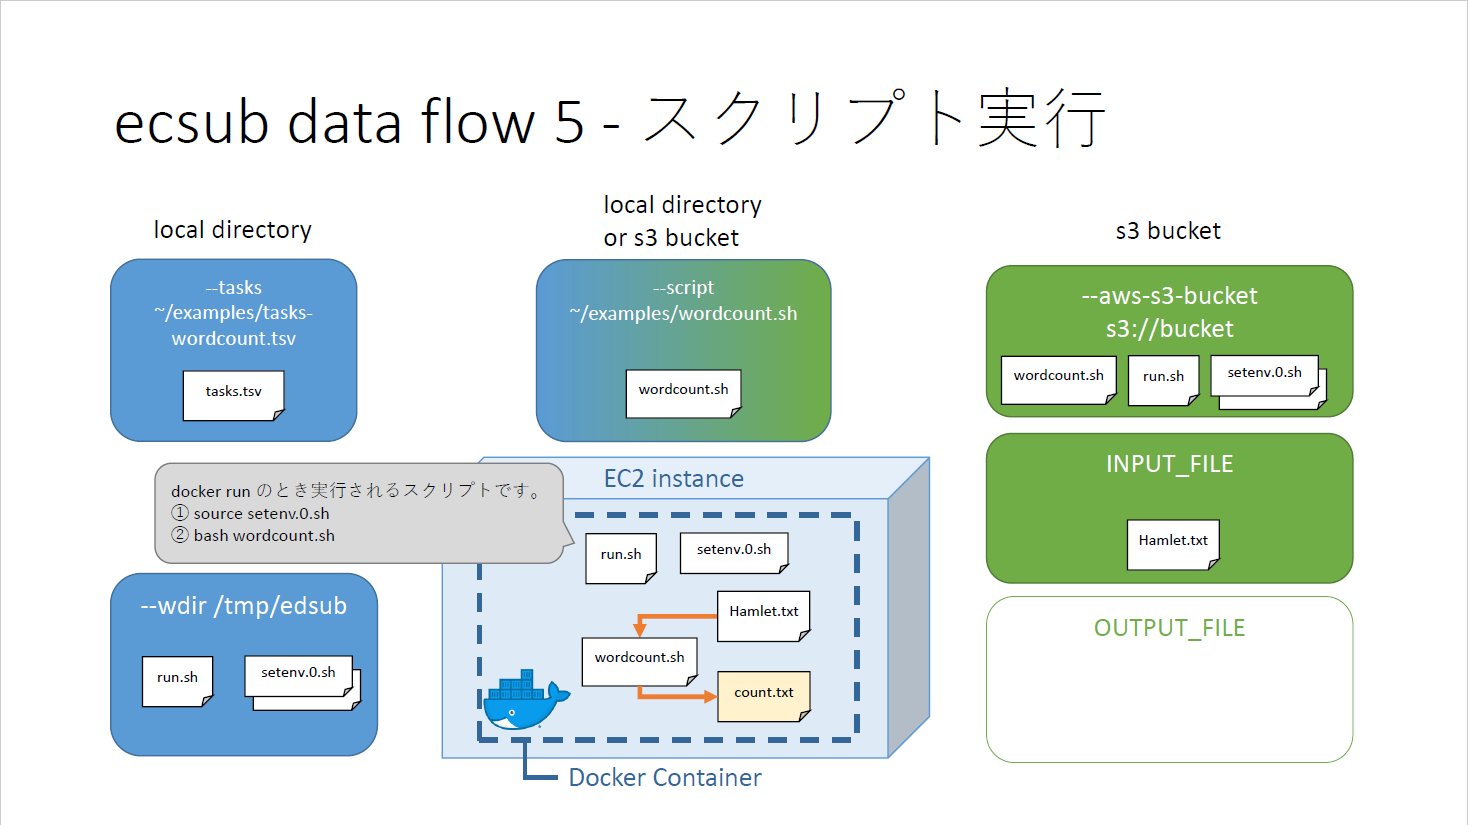 ecsub data flow 5 - スクリプト実行
local directory
--tasks
~/examples/tasks-
wordcount.tsv
tasks.tsv
local directory
or s3 bucket
--script
~/examples/wordcount.sh
wordcount.sh
s3 bucket
--aws-s3-bucket
s3://bucket
wordcount.sh
run.sh
setenv.0.sh
docker run のとき実行されるスクリプトです。
① source setenv.0.sh
② bash wordcount.sh
EC2 instance
run.sh
setenv.0.sh
Hamlet.txt
wordcount.sh
count.txt
Docker Container
INPUT_FILE
Hamlet.txt
--wdir /tmp/edsub
run.sh
setenv.0.sh
OUTPUT_FILE